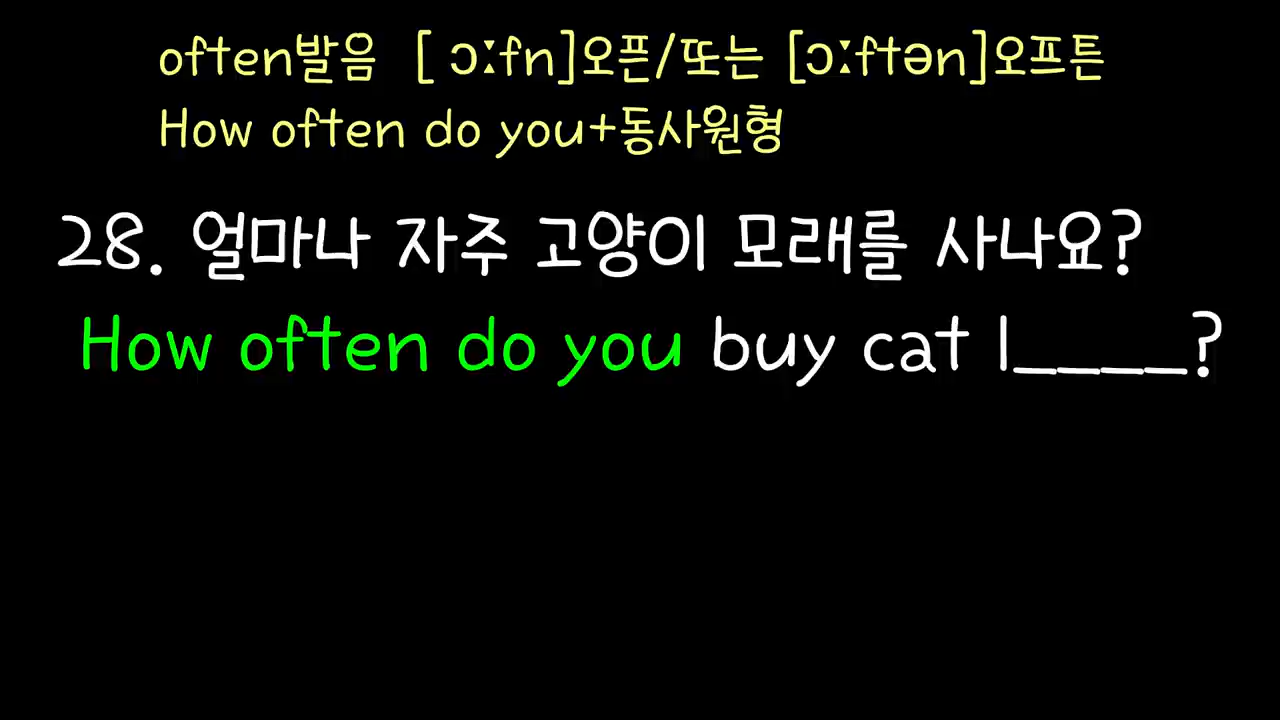 often발음 [ ɔːfn]오픈/또는 [ɔːftən]오프튼
How often do you+동사원형
28. 얼마나 자주 고양이 모래를 사나요?
How often do you buy cat l____?